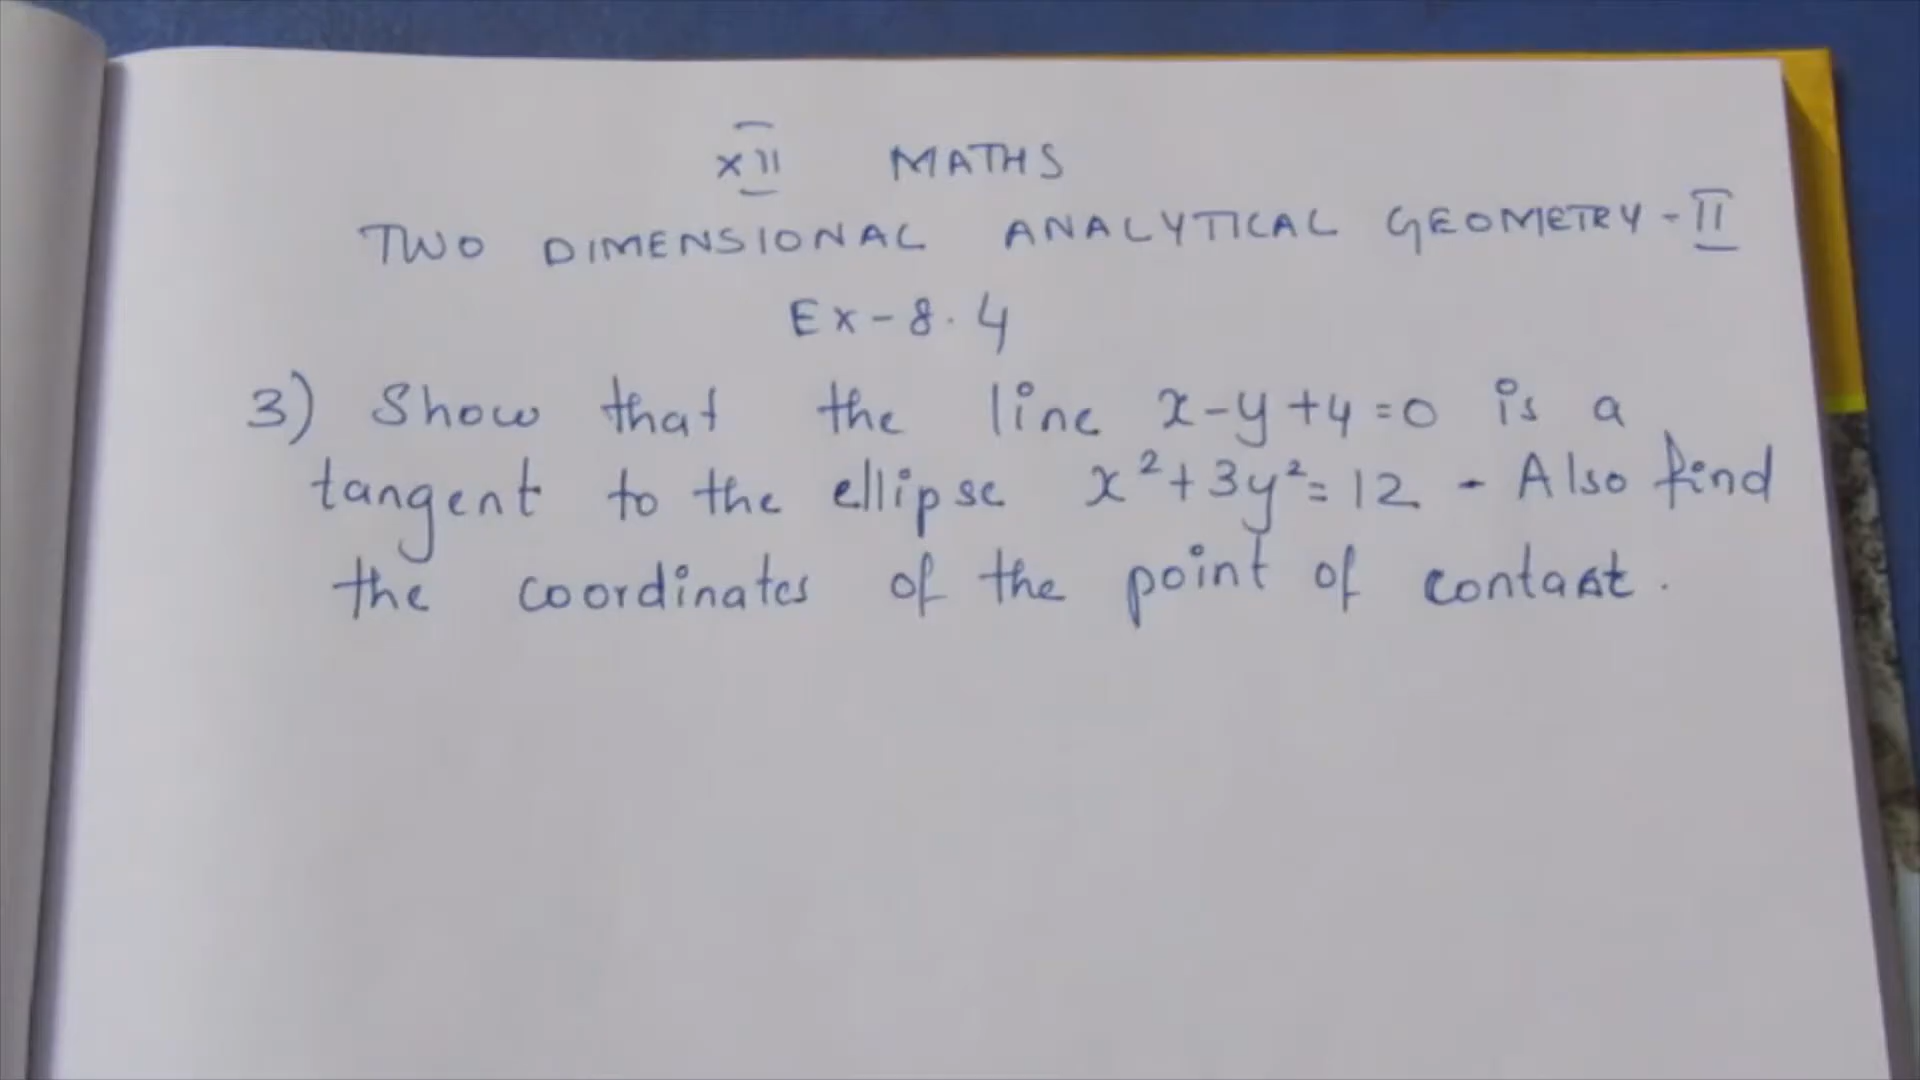 XII MATHS
TWO DIMENSIONAL ANALYTICAL GEOMETRY - II
Ex - 8.4
3) Show that the line x-y+4=0 is a
tangent to the ellipse x²+3y²=12 - Also find
the coordinates of the point of contact.